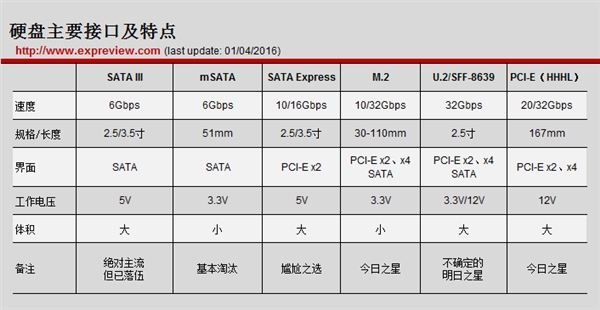 硬盘主要接口及特点
http://www.expreview.com (last update: 01/04/2016)
SATA III mSATA SATA Express M.2 U.2/SFF-8639 PCI-E（HHHL）
速度 6Gbps 6Gbps 10/16Gbps 10/32Gbps 32Gbps 20/32Gbps
规格/长度 2.5/3.5寸 51mm 2.5/3.5寸 30-110mm 2.5寸 167mm
界面 SATA SATA PCI-E x2 PCI-E x2、x4 SATA PCI-E x2、x4 SATA PCI-E x2、x4
工作电压 5V 3.3V 5V 3.3V 3.3V/12V 12V
体积 大 小 大 小 大 大
备注 绝对主流 但已落伍 基本淘汰 尴尬之选 今日之星 不确定的 明日之星 今日之星